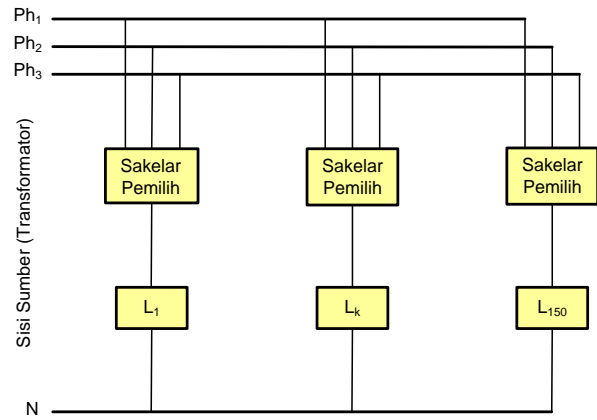 Ph₁
Ph₂
Ph₃
Sisi Sumber (Transformator)
Sakelar
Pemilih
Sakelar
Pemilih
Sakelar
Pemilih
L₁
Lₖ
L₁₅₀
N